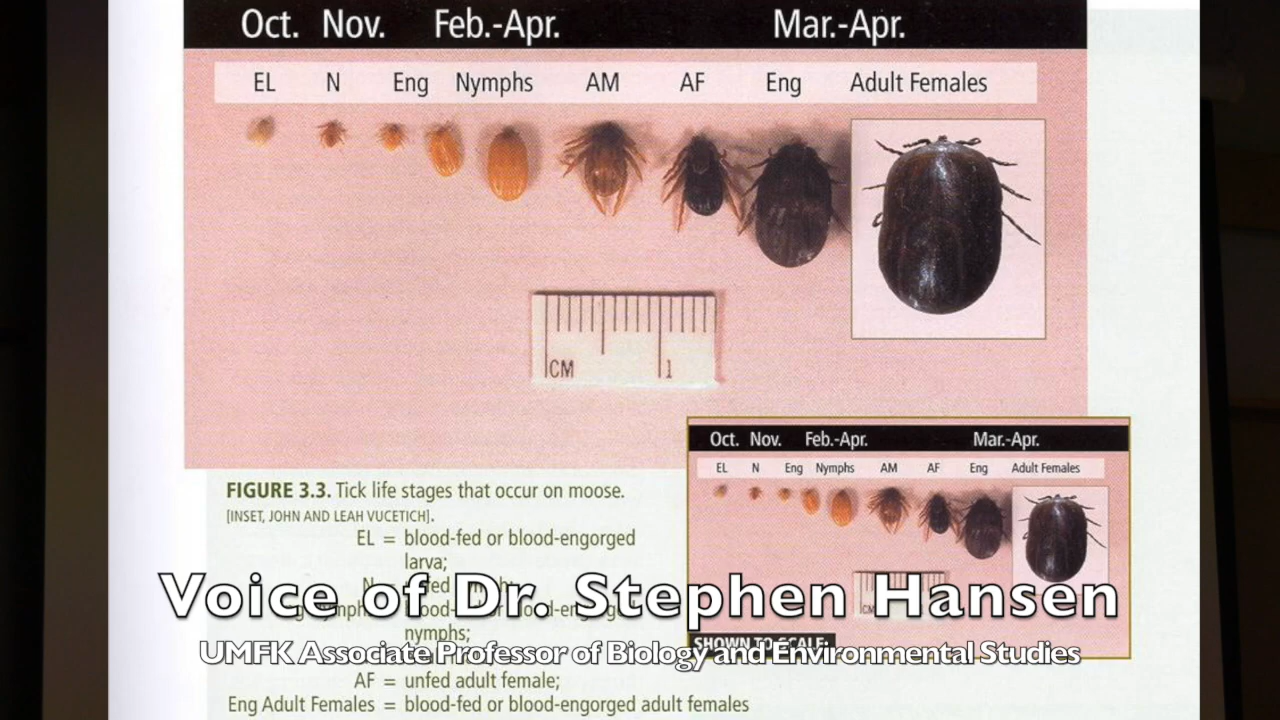 Oct. Nov. Feb.-Apr. Mar.-Apr.
EL N Eng Nymphs AM AF Eng Adult Females
CM 1
FIGURE 3.3. Tick life stages that occur on moose.
[INSET, JOHN AND LEAH VUCETICH].
EL = blood-fed or blood-engorged
larva;
nymphs;
AF = unfed adult female;
Eng Adult Females = blood-fed or blood-engorged adult females
Oct. Nov. Feb.-Apr. Mar.-Apr.
EL N Eng Nymphs AM AF Eng Adult Females
CM
SHOWN TO SCALE:
Voice of Dr. Stephen Hansen
UMFK Associate Professor of Biology and Environmental Studies